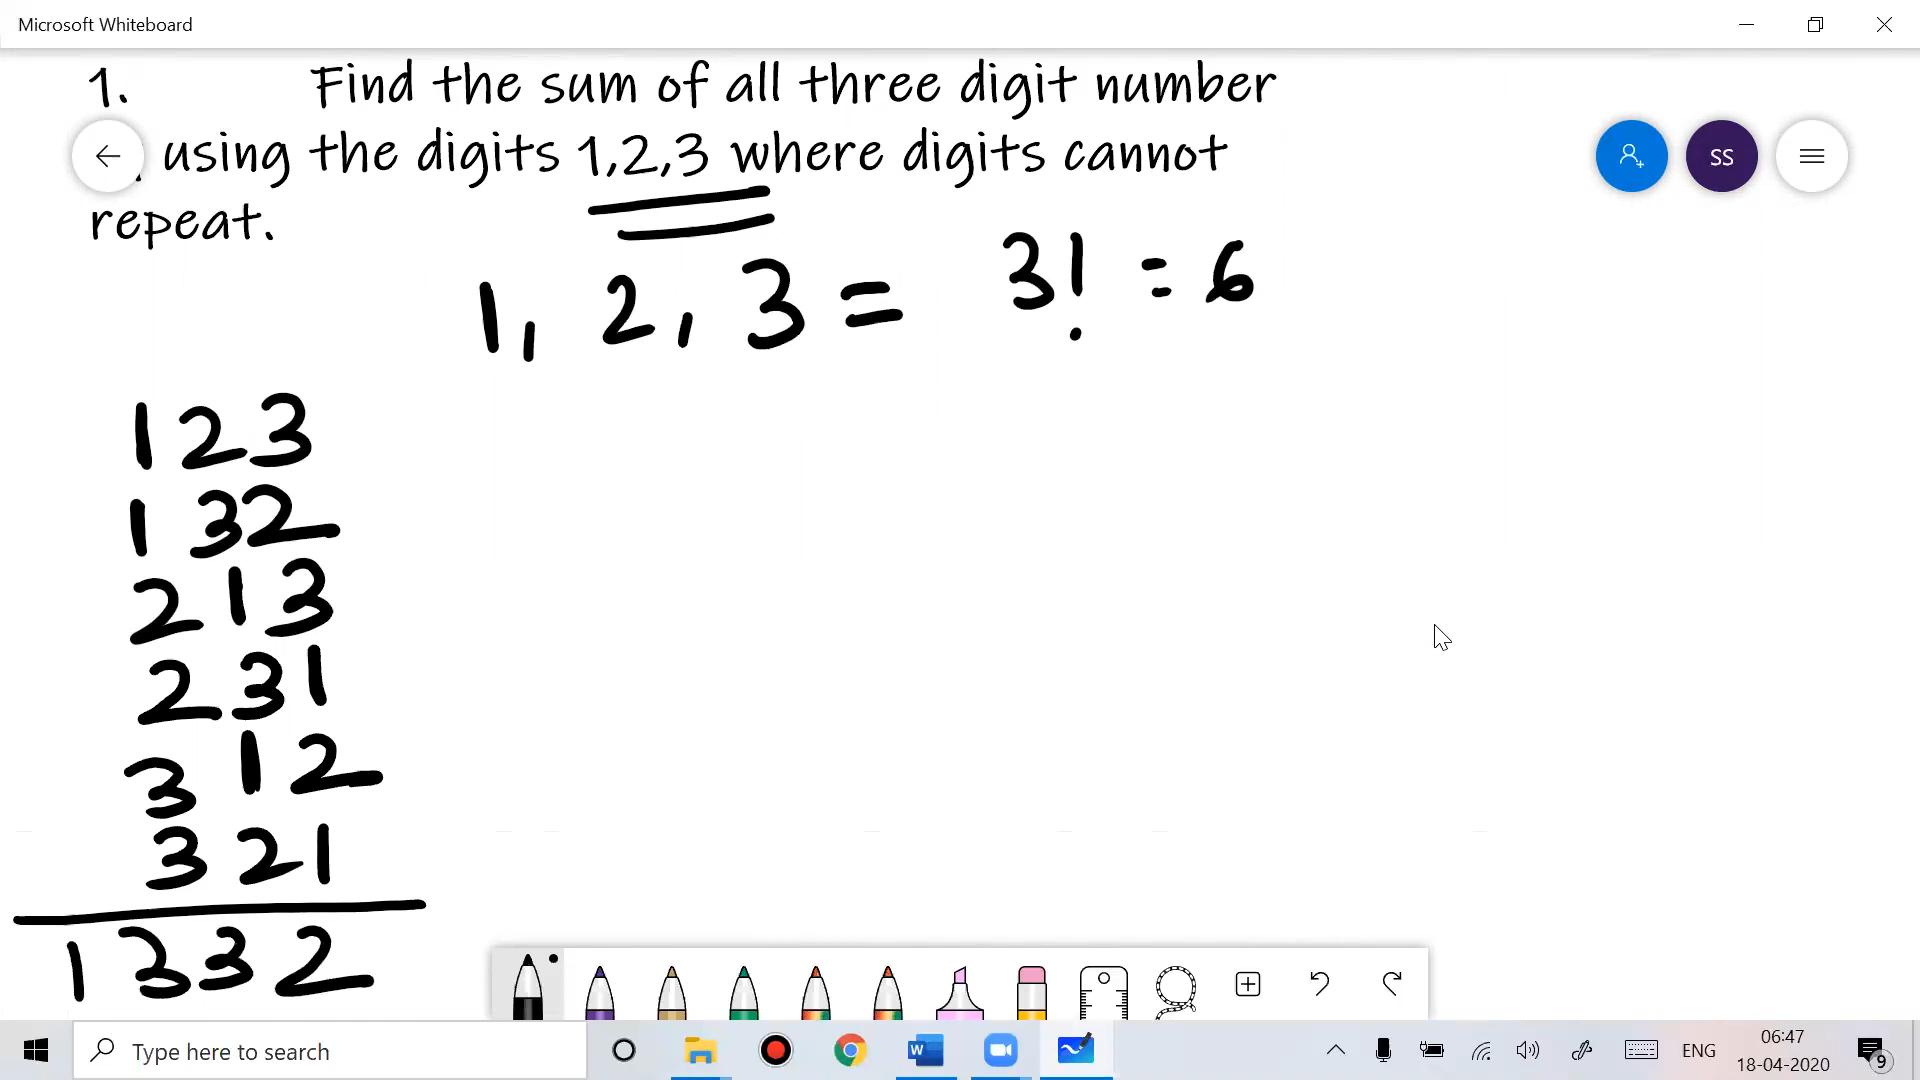 Microsoft Whiteboard
1. Find the sum of all three digit number
using the digits 1,2,3 where digits cannot
repeat.
SS
1, 2, 3 = 3! = 6
123
132
213
231
312
321
1332
Type here to search
ENG
06:47
18-04-2020
9